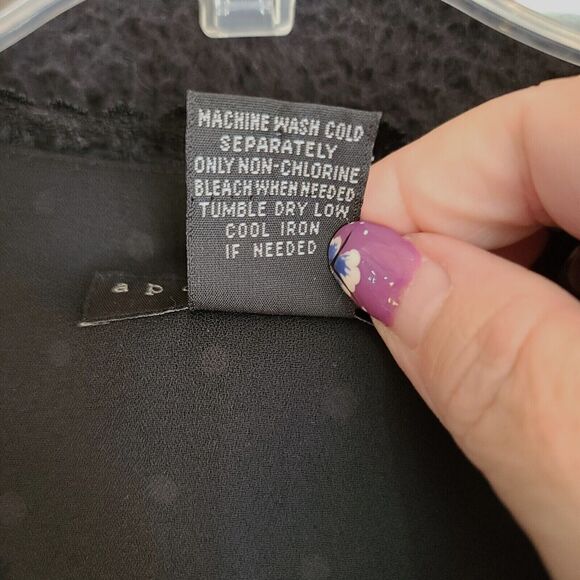 MACHINE WASH COLD
SEPARATELY
ONLY NON-CHLORINE
BLEACH WHEN NEEDED
TUMBLE DRY LOW
COOL IRON
IF NEEDED
a p